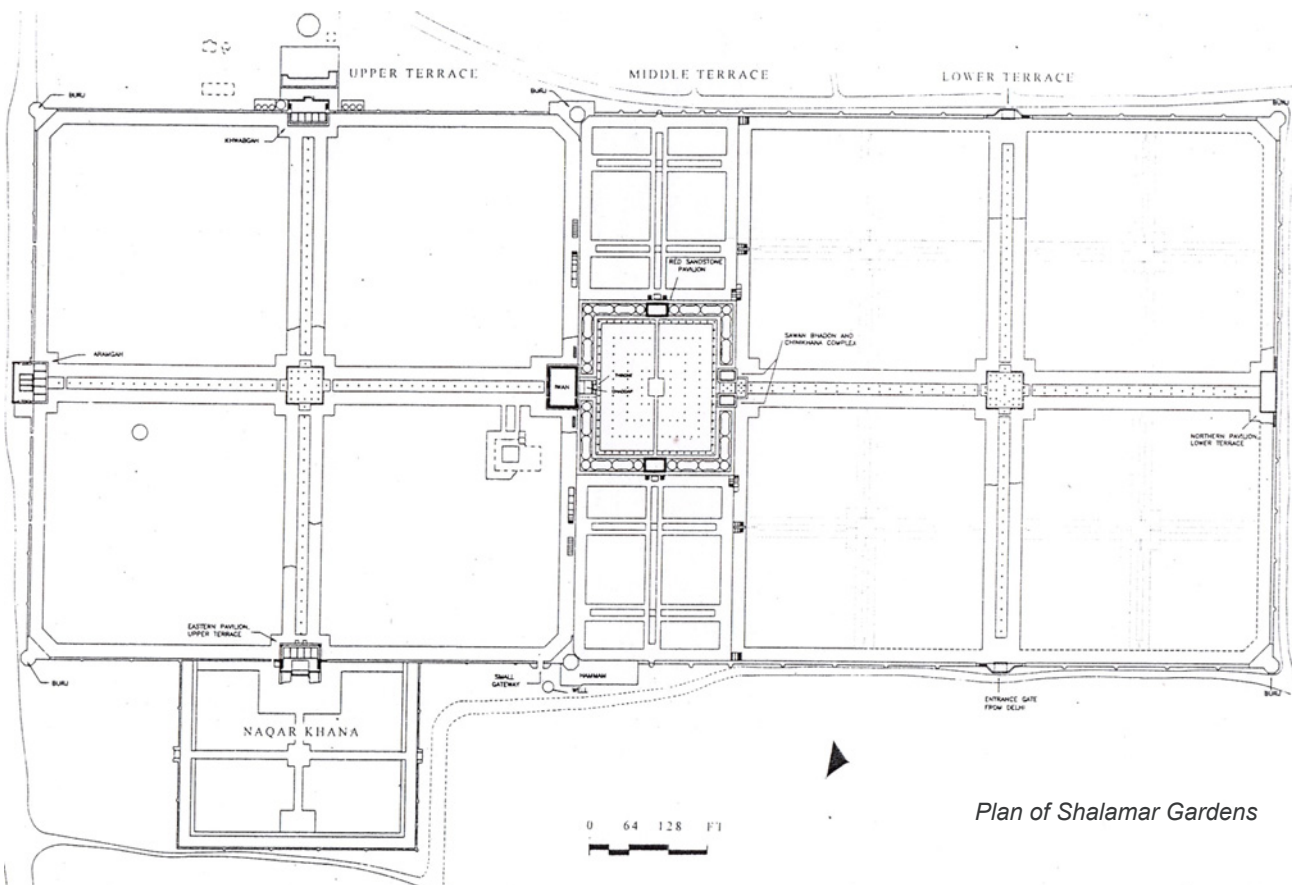 UPPER TERRACE
MIDDLE TERRACE
LOWER TERRACE
BURJ
BURJ
BURJ
KHWABGAH
RED SANDSTONE
PAVILION
SAWAN BHADON AND
CHINIKHANA COMPLEX
ARAMGAH
IWAN
THRONE
NORTHERN PAVILION,
LOWER TERRACE
EASTERN PAVILION,
UPPER TERRACE
BURJ
SMALL
GATEWAY
HAMMAM
WELL
ENTRANCE GATE
FROM DELHI
BURJ
NAQAR KHANA
0 64 128 FT
Plan of Shalamar Gardens